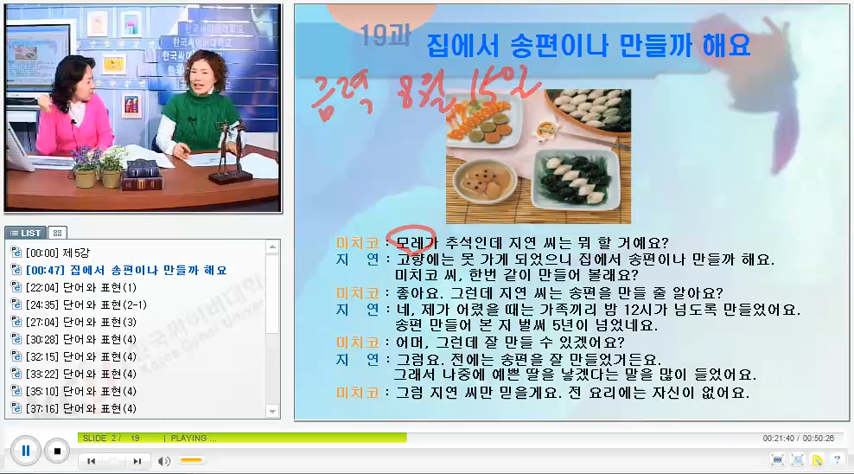 한국싸이버대학교
19과 집에서 송편이나 만들까 해요
음력 8월 15일
미치코 : 모레가 추석인데 지연 씨는 뭐 할 거예요?
지 연 : 고향에는 못 가게 되었으니 집에서 송편이나 만들까 해요.
미치코 씨, 한번 같이 만들어 볼래요?
미치코 : 좋아요. 그런데 지연 씨는 송편을 만들 줄 알아요?
지 연 : 네, 제가 어렸을 때는 가족끼리 밤 12시가 넘도록 만들었어요.
송편 만들어 본 지 벌써 5년이 넘었네요.
미치코 : 어머, 그런데 잘 만들 수 있겠어요?
지 연 : 그럼요. 전에는 송편을 잘 만들었거든요.
그래서 나중에 예쁜 딸을 낳겠다는 말을 많이 들었어요.
미치코 : 그럼 지연 씨만 믿을게요. 전 요리에는 자신이 없어요.
LIST
[00:00] 제5강
[00:47] 집에서 송편이나 만들까 해요
[22:04] 단어와 표현(1)
[24:35] 단어와 표현(2-1)
[27:04] 단어와 표현(3)
[30:28] 단어와 표현(4)
[32:15] 단어와 표현(4)
[33:22] 단어와 표현(4)
[35:10] 단어와 표현(4)
[37:16] 단어와 표현(4)
SLIDE 2 / 19 | PLAYING ...
00:21:40 / 00:50:26